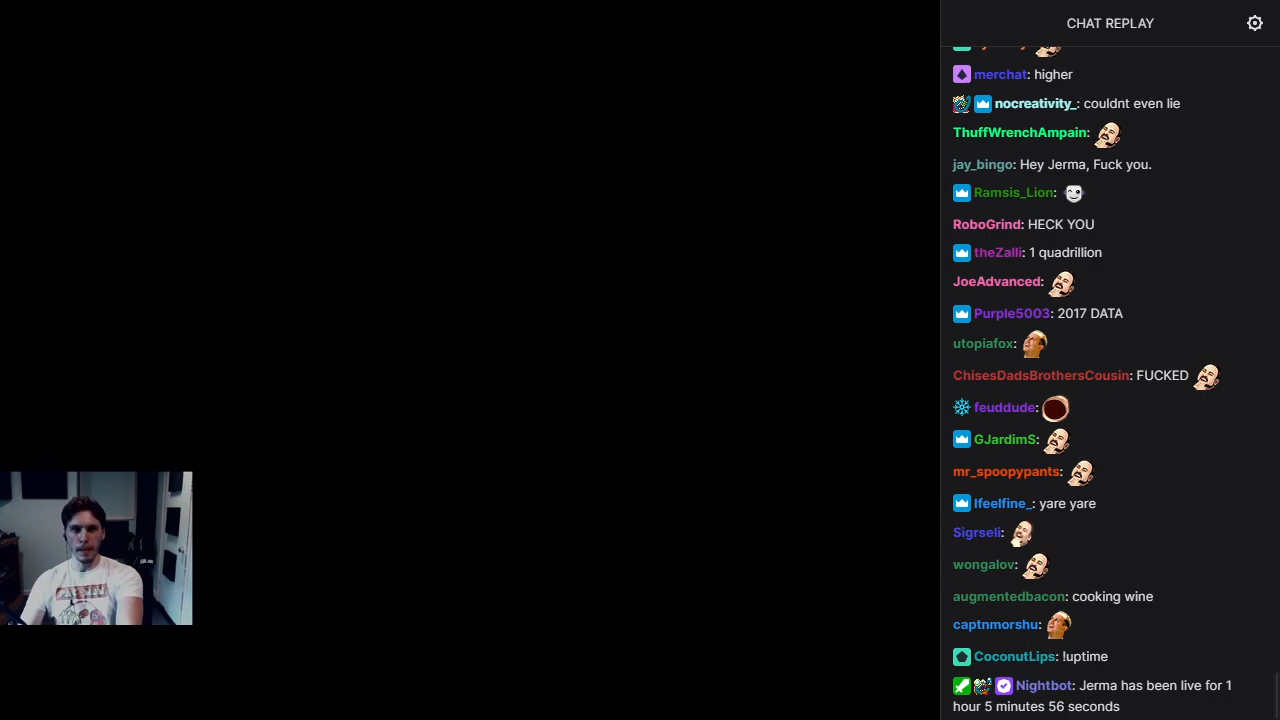 CHAT REPLAY
merchat: higher
nocreativity_: couldnt even lie
ThuffWrenchAmpain:
jay_bingo: Hey Jerma, Fuck you.
Ramsis_Lion:
RoboGrind: HECK YOU
theZalli: 1 quadrillion
JoeAdvanced:
Purple5003: 2017 DATA
utopiafox:
ChisesDadsBrothersCousin: FUCKED
feuddude:
GJardimS:
mr_spoopypants:
Ifeelfine_: yare yare
Sigrseli:
wongalov:
augmentedbacon: cooking wine
captnmorshu:
CoconutLips: !uptime
Nightbot: Jerma has been live for 1
hour 5 minutes 56 seconds